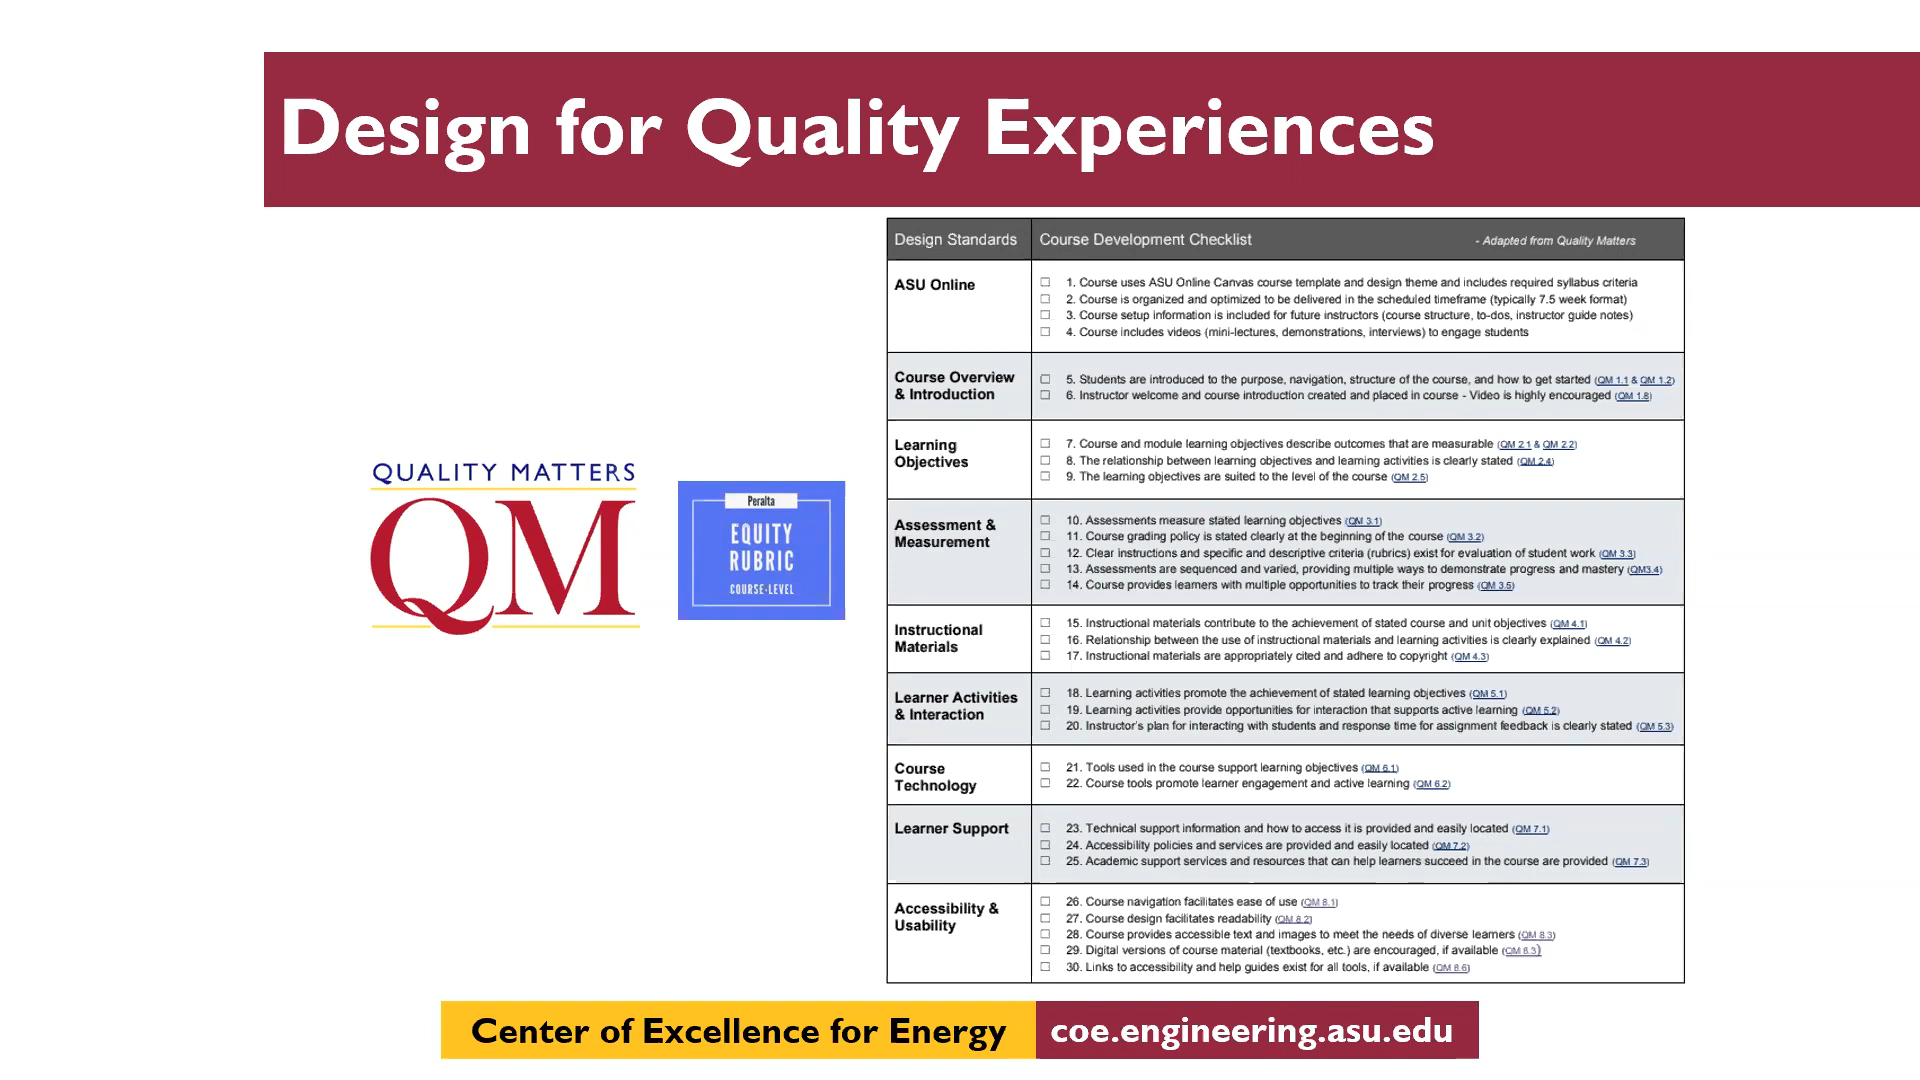 Design for Quality Experiences
QUALITY MATTERS
QM
Peralta
EQUITY
RUBRIC
COURSE-LEVEL
Design Standards
Course Development Checklist
- Adapted from Quality Matters
ASU Online
1. Course uses ASU Online Canvas course template and design theme and includes required syllabus criteria
2. Course is organized and optimized to be delivered in the scheduled timeframe (typically 7.5 week format)
3. Course setup information is included for future instructors (course structure, to-dos, instructor guide notes)
4. Course includes videos (mini-lectures, demonstrations, interviews) to engage students
Course Overview
& Introduction
5. Students are introduced to the purpose, navigation, structure of the course, and how to get started (QM 1.1 & QM 1.2)
6. Instructor welcome and course introduction created and placed in course - Video is highly encouraged (QM 1.8)
Learning
Objectives
7. Course and module learning objectives describe outcomes that are measurable (QM 2.1 & QM 2.2)
8. The relationship between learning objectives and learning activities is clearly stated (QM 2.4)
9. The learning objectives are suited to the level of the course (QM 2.5)
Assessment &
Measurement
10. Assessments measure stated learning objectives (QM 3.1)
11. Course grading policy is stated clearly at the beginning of the course (QM 3.2)
12. Clear instructions and specific and descriptive criteria (rubrics) exist for evaluation of student work (QM 3.3)
13. Assessments are sequenced and varied, providing multiple ways to demonstrate progress and mastery (QM3.4)
14. Course provides learners with multiple opportunities to track their progress (QM 3.5)
Instructional
Materials
15. Instructional materials contribute to the achievement of stated course and unit objectives (QM 4.1)
16. Relationship between the use of instructional materials and learning activities is clearly explained (QM 4.2)
17. Instructional materials are appropriately cited and adhere to copyright (QM 4.3)
Learner Activities
& Interaction
18. Learning activities promote the achievement of stated learning objectives (QM 5.1)
19. Learning activities provide opportunities for interaction that supports active learning (QM 5.2)
20. Instructor's plan for interacting with students and response time for assignment feedback is clearly stated (QM 5.3)
Course
Technology
21. Tools used in the course support learning objectives (QM 6.1)
22. Course tools promote learner engagement and active learning (QM 6.2)
Learner Support
23. Technical support information and how to access it is provided and easily located (QM 7.1)
24. Accessibility policies and services are provided and easily located (QM 7.2)
25. Academic support services and resources that can help learners succeed in the course are provided (QM 7.3)
Accessibility &
Usability
26. Course navigation facilitates ease of use (QM 8.1)
27. Course design facilitates readability (QM 8.2)
28. Course provides accessible text and images to meet the needs of diverse learners (QM 8.3)
29. Digital versions of course material (textbooks, etc.) are encouraged, if available (QM 8.3)
30. Links to accessibility and help guides exist for all tools, if available (QM 8.6)
Center of Excellence for Energy
coe.engineering.asu.edu